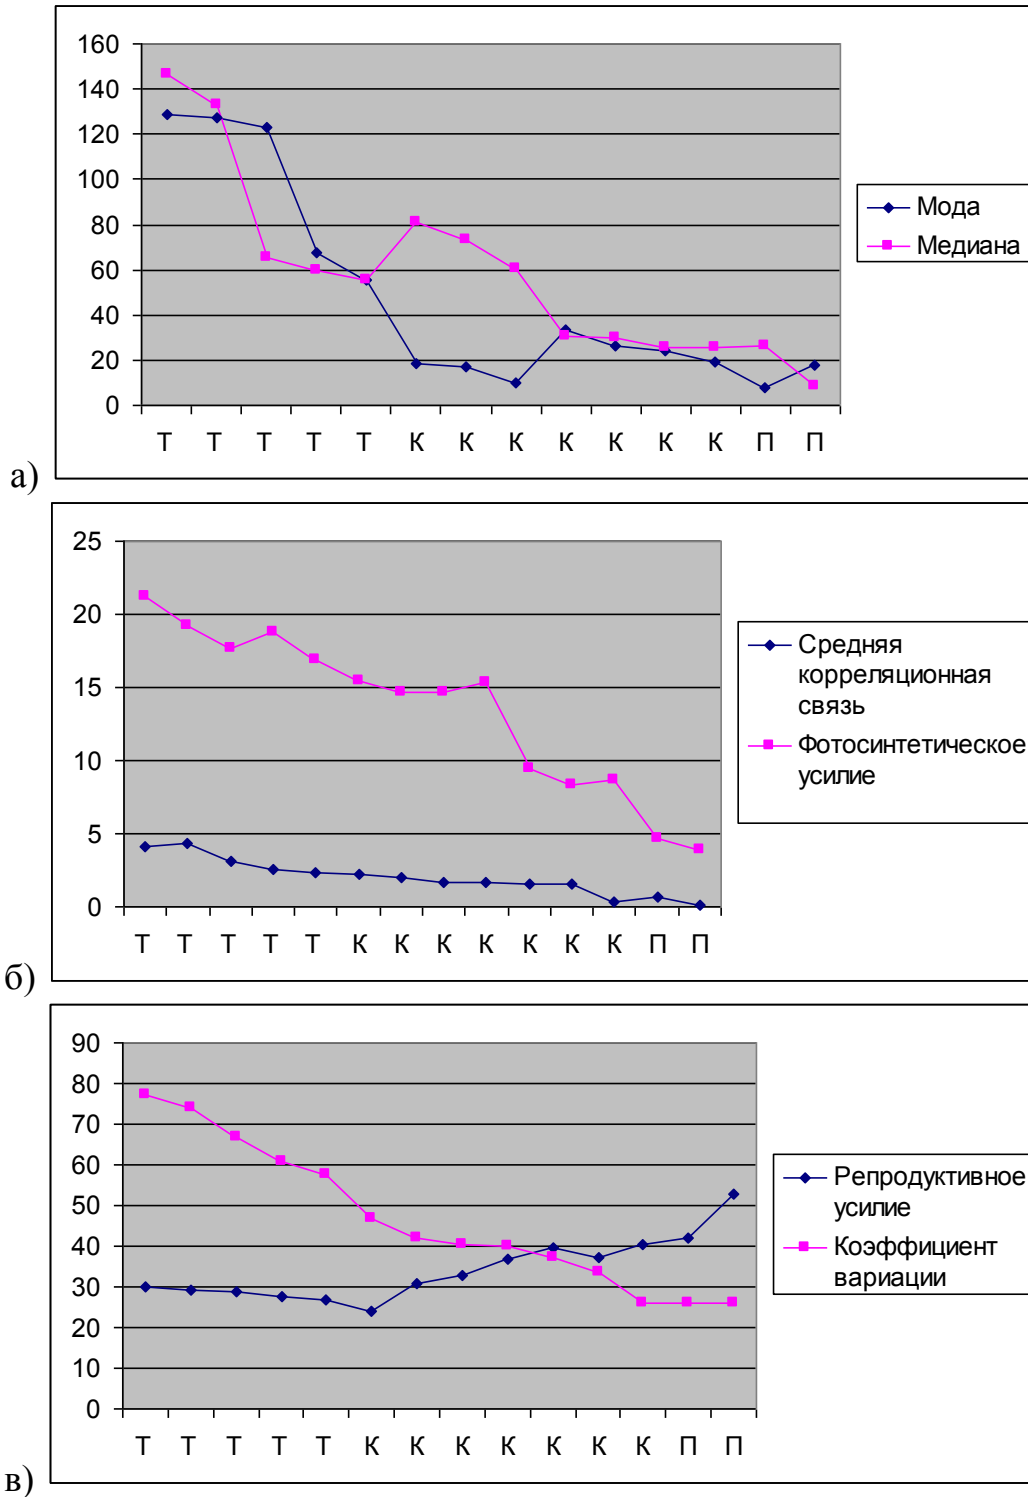 160
140
120
100
80
60
40
20
0
Т Т Т Т Т К К К К К К К П П
Мода
Медиана
а)
25
20
15
10
5
0
Т Т Т Т Т К К К К К К К П П
Средняя
корреляционная
связь
Фотосинтетическое
усилие
б)
90
80
70
60
50
40
30
20
10
0
Т Т Т Т Т К К К К К К К П П
Репродуктивное
усилие
Коэффициент
вариации
в)